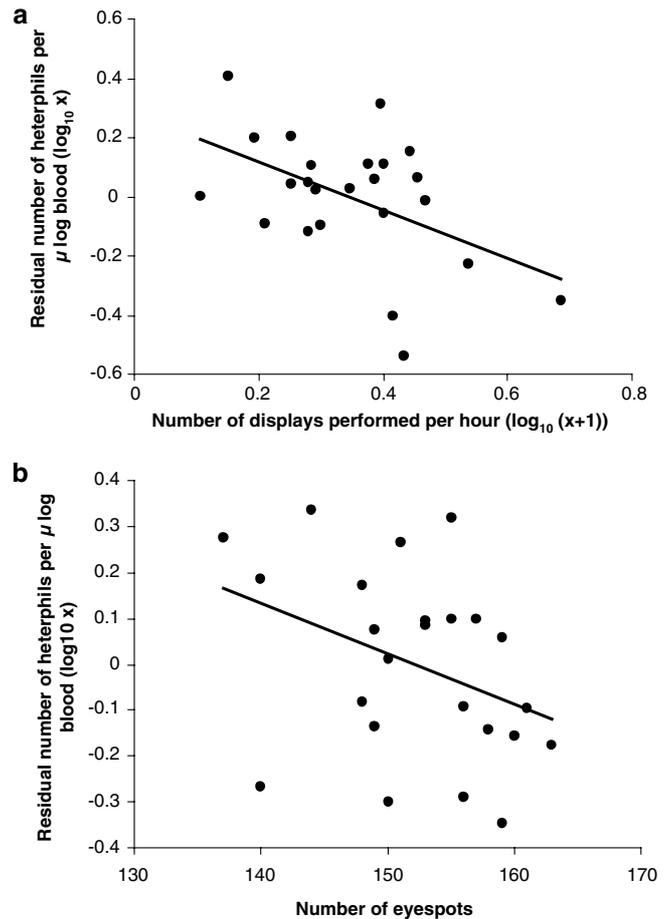 a
Residual number of heterphils per
μ log blood (log10 x)
0.6
0.4
0.2
0
-0.2
-0.4
-0.6
0 0.2 0.4 0.6 0.8
Number of displays performed per hour (log10 (x+1))
b
Residual number of heterphils per μ log
blood (log10 x)
0.4
0.3
0.2
0.1
0
-0.1
-0.2
-0.3
-0.4
130 140 150 160 170
Number of eyespots